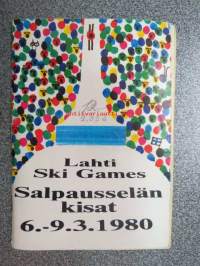 Lahti
Ski Games
Salpausselän
kisat
6.-9.3.1980